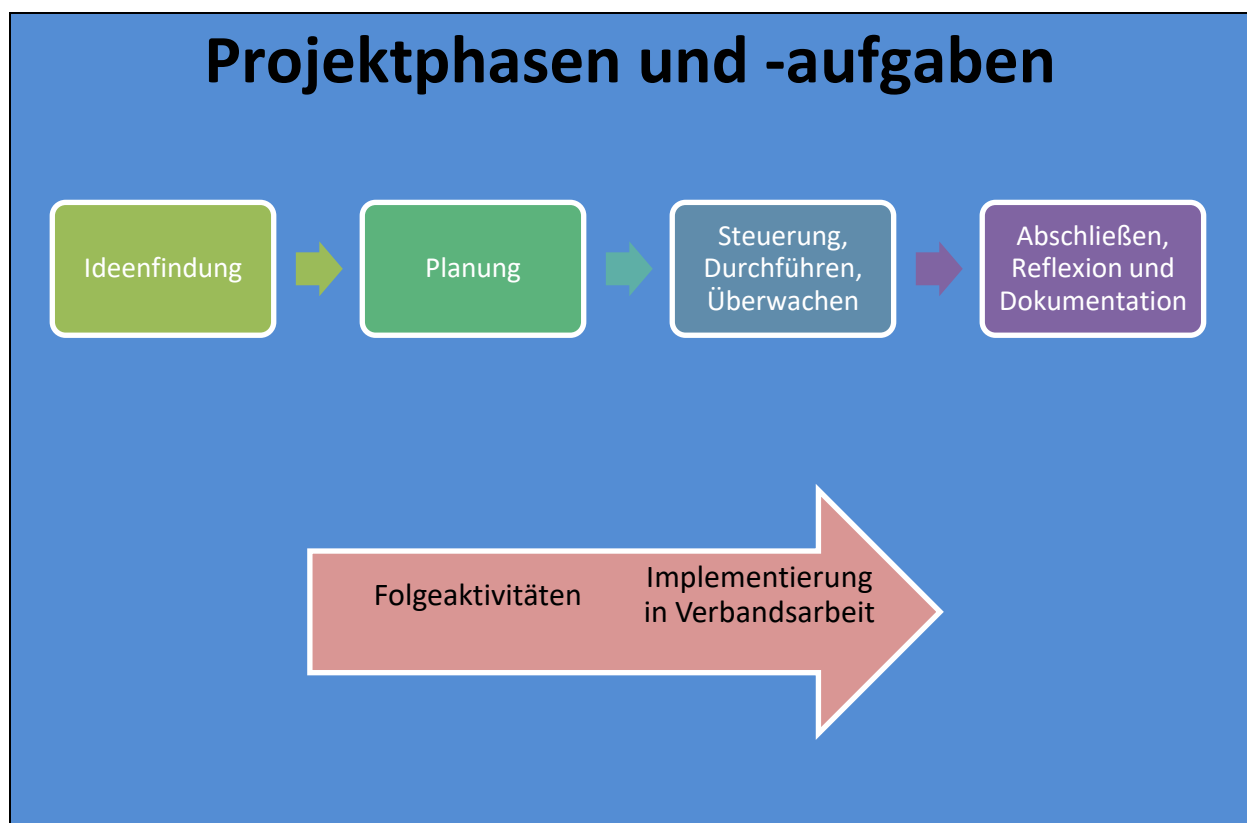 Projektphasen und -aufgaben
Ideenfindung
Planung
Steuerung,
Durchführen,
Überwachen
Abschließen,
Reflexion und
Dokumentation
Folgeaktivitäten
Implementierung
in Verbandsarbeit